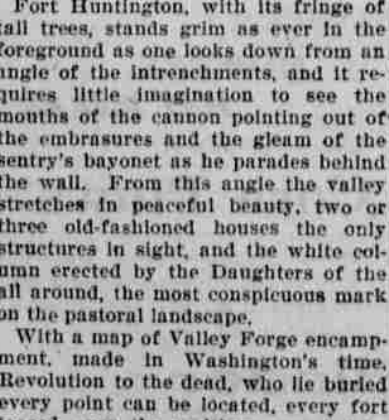 Fort Huntington, with its fringe of
tall trees, stands grim as ever in the
foreground as one looks down from an
angle of the intrenchments, and it re-
quires little imagination to see the
mouths of the cannon pointing out of
the embrasures and the gleam of the
sentry's bayonet as he parades behind
the wall. From this angle the valley
stretches in peaceful beauty, two or
three old-fashioned houses the only
structures in sight, and the white col-
umn erected by the Daughters of the
all around, the most conspicuous mark
on the pastoral landscape.
With a map of Valley Forge encamp-
ment, made in Washington's time,
Revolution to the dead, who lie buried
every point can be located, every fort